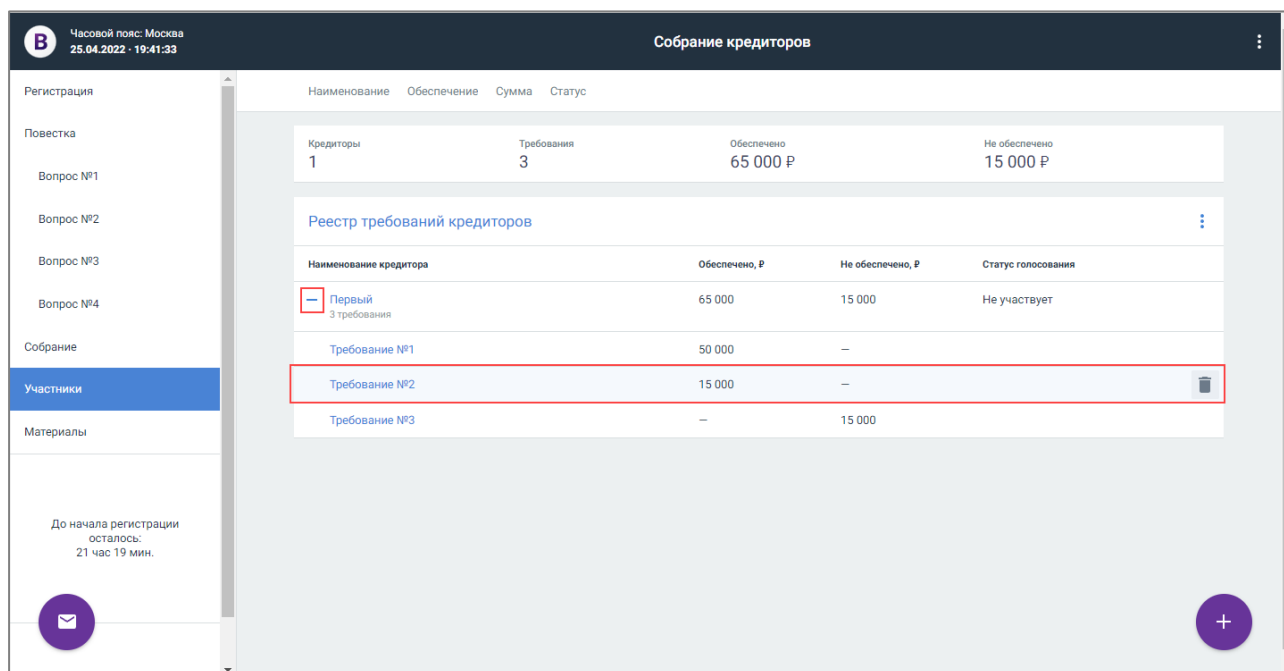 B
Часовой пояс: Москва
25.04.2022 · 19:41:33
Собрание кредиторов
Регистрация
Повестка
Вопрос №1
Вопрос №2
Вопрос №3
Вопрос №4
Собрание
Участники
Материалы
До начала регистрации
осталось:
21 час 19 мин.
Наименование Обеспечение Сумма Статус
Кредиторы Требования Обеспечено Не обеспечено
1 3 65 000 ₽ 15 000 ₽
Реестр требований кредиторов
Наименование кредитора Обеспечено, ₽ Не обеспечено, ₽ Статус голосования
Первый 65 000 15 000 Не участвует
3 требования
Требование №1 50 000 –
Требование №2 15 000 –
Требование №3 – 15 000